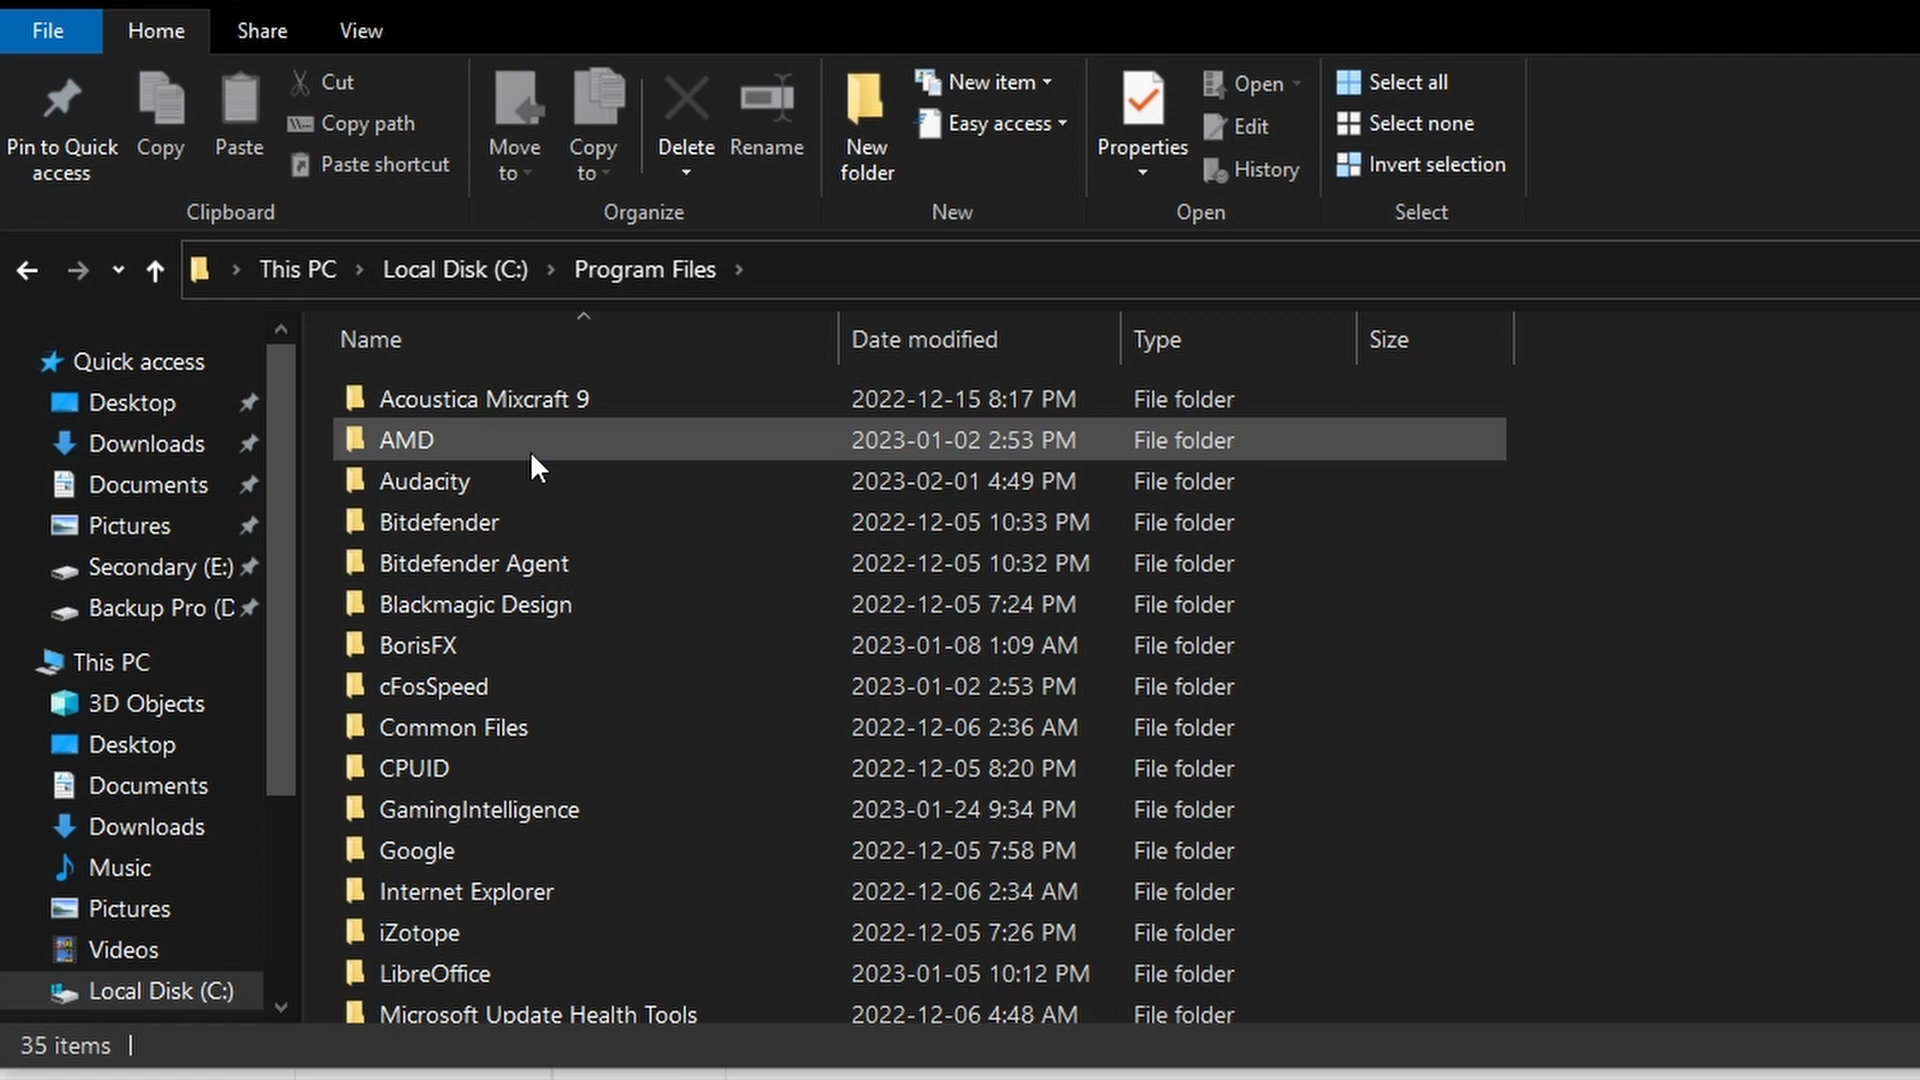 File Home Share View
Pin to Quick access
Copy
Paste
Cut
Copy path
Paste shortcut
Clipboard
Move to
Copy to
Delete
Rename
Organize
New folder
New item
Easy access
New
Properties
Open
Edit
History
Open
Select all
Select none
Invert selection
Select
This PC > Local Disk (C:) > Program Files >
Quick access
Desktop
Downloads
Documents
Pictures
Secondary (E:)
Backup Pro (D
This PC
3D Objects
Desktop
Documents
Downloads
Music
Pictures
Videos
Local Disk (C:)
Name Date modified Type Size
Acoustica Mixcraft 9 2022-12-15 8:17 PM File folder
AMD 2023-01-02 2:53 PM File folder
Audacity 2023-02-01 4:49 PM File folder
Bitdefender 2022-12-05 10:33 PM File folder
Bitdefender Agent 2022-12-05 10:32 PM File folder
Blackmagic Design 2022-12-05 7:24 PM File folder
BorisFX 2023-01-08 1:09 AM File folder
cFosSpeed 2023-01-02 2:53 PM File folder
Common Files 2022-12-06 2:36 AM File folder
CPUID 2022-12-05 8:20 PM File folder
GamingIntelligence 2023-01-24 9:34 PM File folder
Google 2022-12-05 7:58 PM File folder
Internet Explorer 2022-12-06 2:34 AM File folder
iZotope 2022-12-05 7:26 PM File folder
LibreOffice 2023-01-05 10:12 PM File folder
Microsoft Update Health Tools 2022-12-06 4:48 AM File folder
35 items